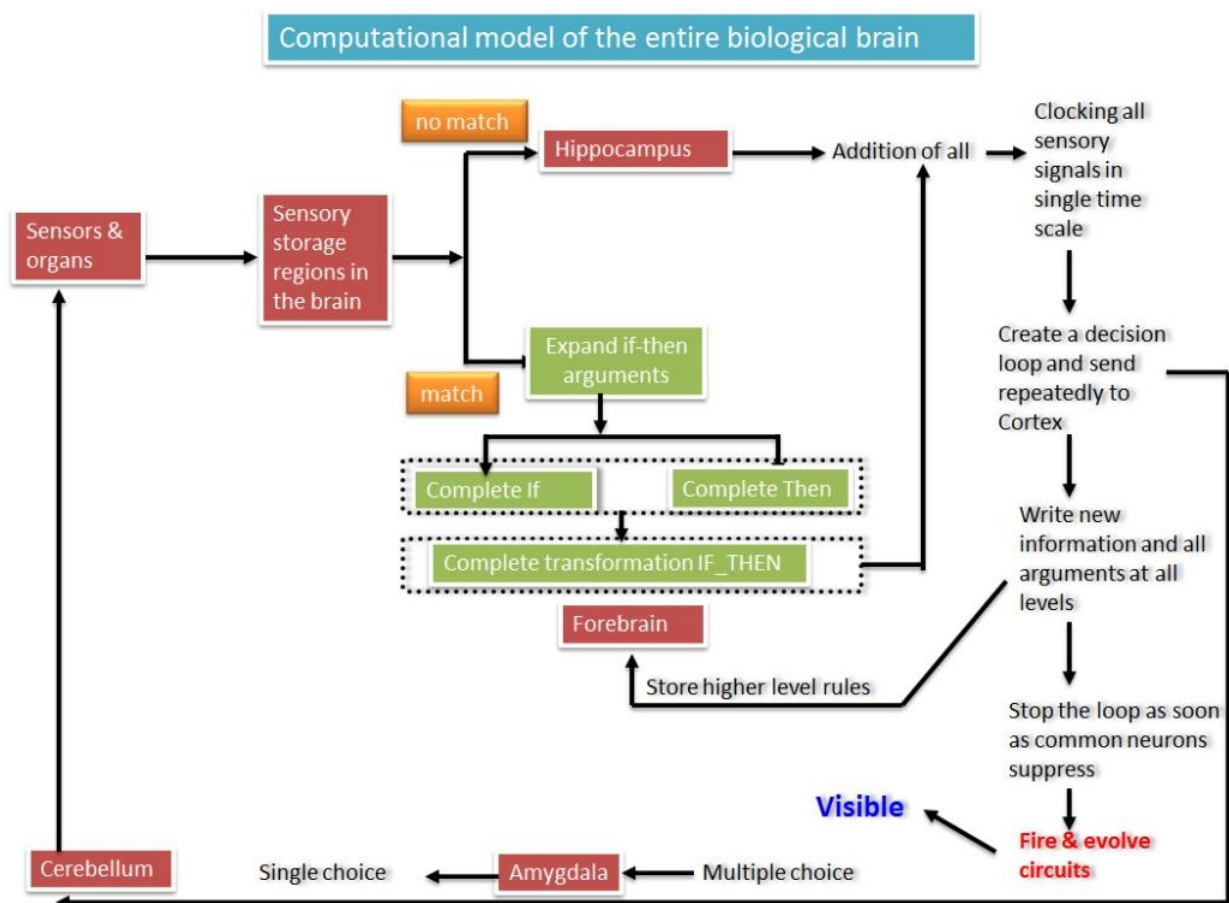 Computational model of the entire biological brain
no match
Hippocampus
Addition of all
Clocking all
sensory
signals in
single time
scale
Sensors &
organs
Sensory
storage
regions in
the brain
Expand if-then
arguments
match
Create a decision
loop and send
repeatedly to
Cortex
Complete If
Complete Then
Complete transformation IF_THEN
Write new
information and all
arguments at all
levels
Forebrain
Store higher level rules
Stop the loop as soon
as common neurons
suppress
Visible
Fire & evolve
circuits
Cerebellum
Single choice
Amygdala
Multiple choice